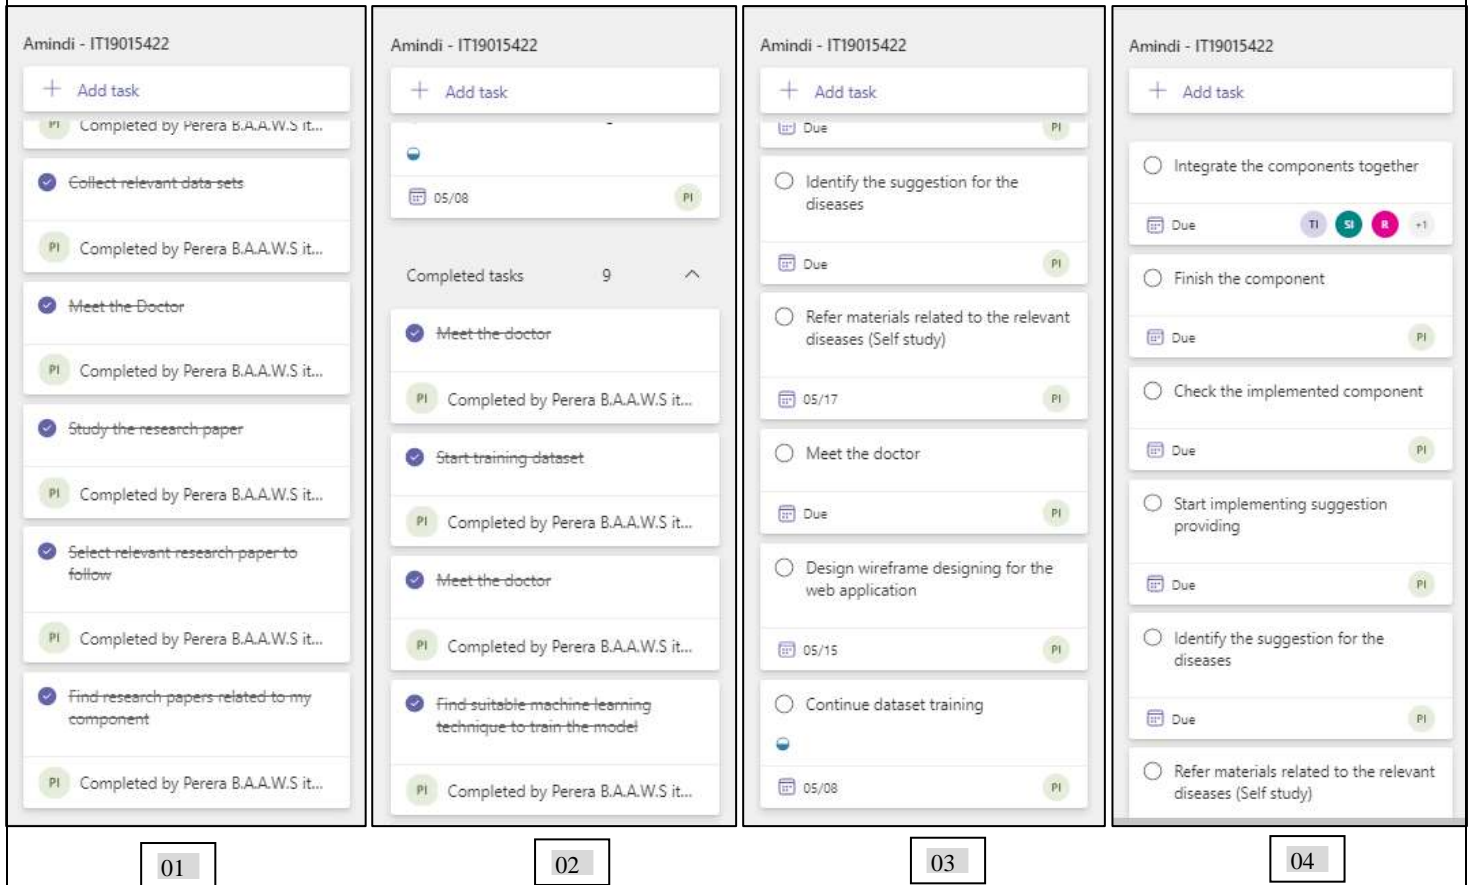 Amindi - IT19015422
Add task
PI Completed by Perera B.A.A.W.S it...
Collect relevant data sets
PI Completed by Perera B.A.A.W.S it...
Meet the Doctor
PI Completed by Perera B.A.A.W.S it...
Study the research paper
PI Completed by Perera B.A.A.W.S it...
Select relevant research paper to
follow
PI Completed by Perera B.A.A.W.S it...
Find research papers related to my
component
PI Completed by Perera B.A.A.W.S it...
01
Amindi - IT19015422
Add task
05/08 PI
Completed tasks 9
Meet the doctor
PI Completed by Perera B.A.A.W.S it...
Start training dataset
PI Completed by Perera B.A.A.W.S it...
Meet the doctor
PI Completed by Perera B.A.A.W.S it...
Find suitable machine learning
technique to train the model
PI Completed by Perera B.A.A.W.S it...
02
Amindi - IT19015422
Add task
Due PI
Identify the suggestion for the
diseases
Due PI
Refer materials related to the relevant
diseases (Self study)
05/17 PI
Meet the doctor
Due PI
Design wireframe designing for the
web application
05/15 PI
Continue dataset training
05/08 PI
03
Amindi - IT19015422
Add task
Integrate the components together
Due TI SI R +1
Finish the component
Due PI
Check the implemented component
Due PI
Start implementing suggestion
providing
Due PI
Identify the suggestion for the
diseases
Due PI
Refer materials related to the relevant
diseases (Self study)
04